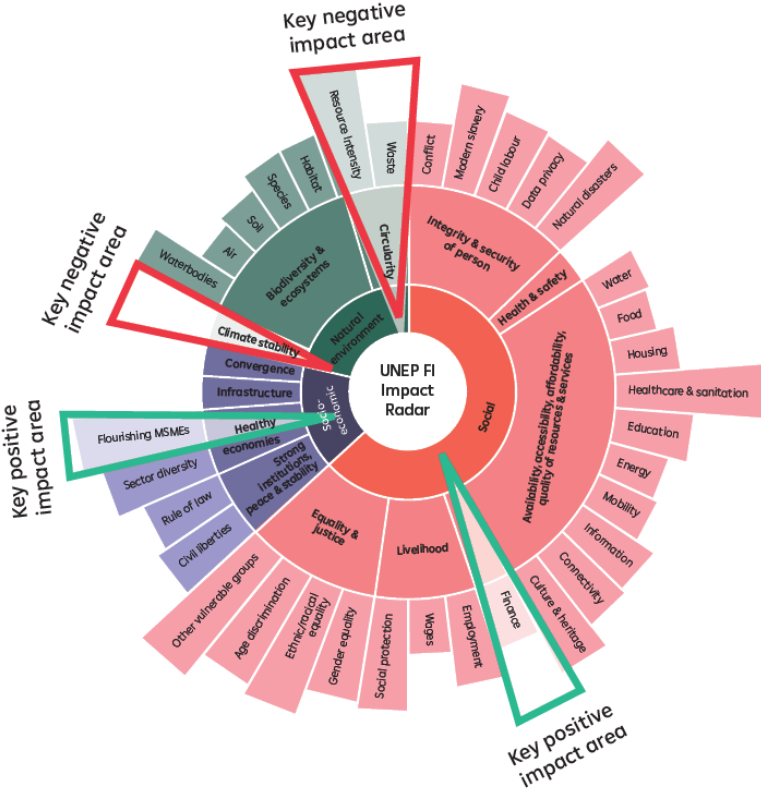 Key negative
impact area
Key negative
impact area
Key positive
impact area
Key positive
impact area
UNEP FI
Impact
Radar
Social
Integrity & security
of person
Conflict
Modern slavery
Child labour
Data privacy
Natural disasters
Health & safety
Availability, accessibility, affordability,
quality of resources & services
Water
Food
Housing
Healthcare & sanitation
Education
Energy
Mobility
Information
Connectivity
Culture & heritage
Finance
Livelihood
Employment
Wages
Social protection
Equality &
justice
Gender equality
Ethnic/racial
equality
Age discrimination
Other vulnerable groups
Socio-
economic
Strong
institutions,
peace & stability
Civil liberties
Rule of law
Healthy
economies
Sector diversity
Flourishing MSMEs
Infrastructure
Convergence
Natural
environment
Climate stability
Biodiversity &
ecosystems
Waterbodies
Air
Soil
Species
Habitat
Circularity
Resource Intensity
Waste